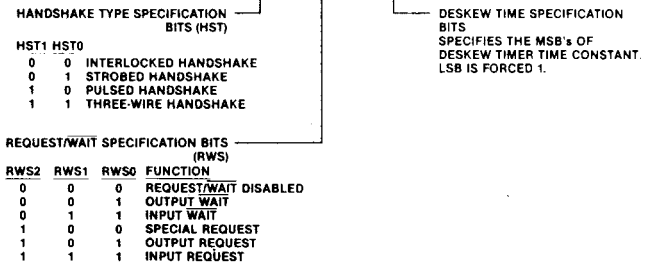 HANDSHAKE TYPE SPECIFICATION
BITS (HST)
HST1 HST0
0 0 INTERLOCKED HANDSHAKE
0 1 STROBED HANDSHAKE
1 0 PULSED HANDSHAKE
1 1 THREE-WIRE HANDSHAKE
REQUEST/WAIT SPECIFICATION BITS
(RWS)
RWS2 RWS1 RWS0 FUNCTION
0 0 0 REQUEST/WAIT DISABLED
0 0 1 OUTPUT WAIT
0 1 1 INPUT WAIT
1 0 0 SPECIAL REQUEST
1 0 1 OUTPUT REQUEST
1 1 1 INPUT REQUEST
DESKEW TIME SPECIFICATION
BITS
SPECIFIES THE MSB's OF
DESKEW TIMER TIME CONSTANT.
LSB IS FORCED 1.